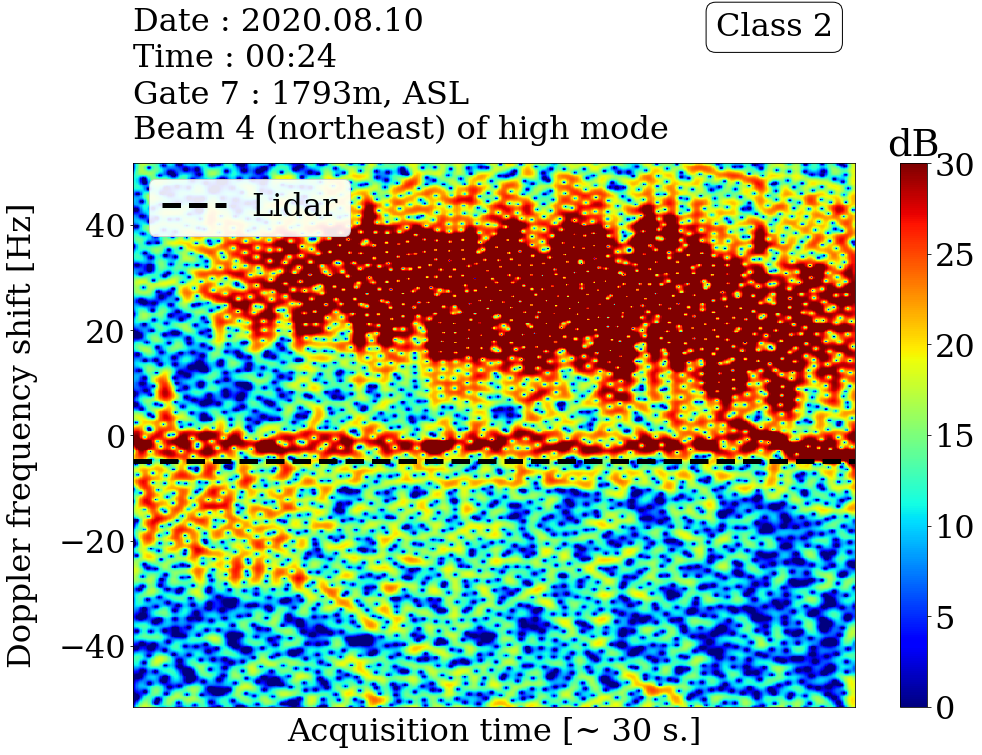 Date : 2020.08.10
Time : 00:24
Gate 7 : 1793m, ASL
Beam 4 (northeast) of high mode
Class 2
dB
Lidar
Doppler frequency shift [Hz]
40
20
0
−20
−40
30
25
20
15
10
5
0
Acquisition time [~ 30 s.]